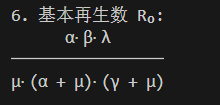 6. 基本再生数 R₀:
α· β· λ
μ· (α + μ)· (γ + μ)